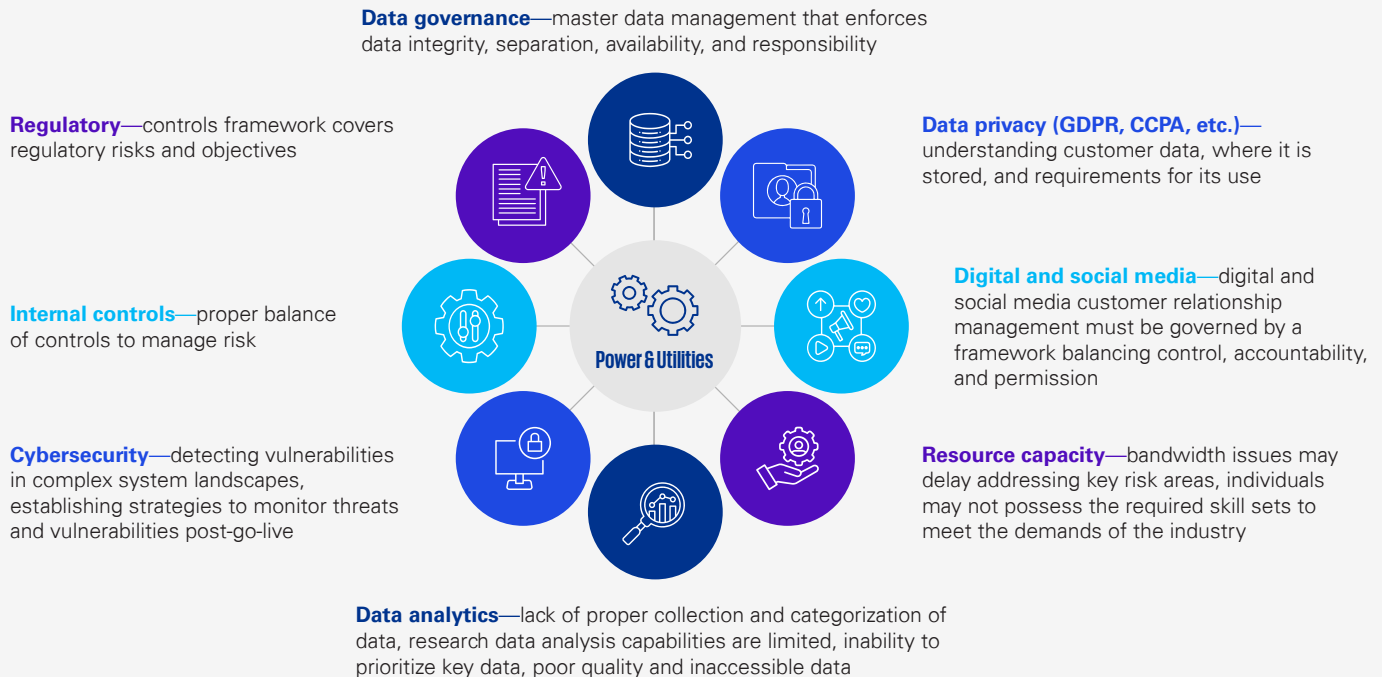 Data governance—master data management that enforces
data integrity, separation, availability, and responsibility
Regulatory—controls framework covers
regulatory risks and objectives
Data privacy (GDPR, CCPA, etc.)—
understanding customer data, where it is
stored, and requirements for its use
Internal controls—proper balance
of controls to manage risk
Power & Utilities
Digital and social media—digital and
social media customer relationship
management must be governed by a
framework balancing control, accountability,
and permission
Cybersecurity—detecting vulnerabilities
in complex system landscapes,
establishing strategies to monitor threats
and vulnerabilities post-go-live
Resource capacity—bandwidth issues may
delay addressing key risk areas, individuals
may not possess the required skill sets to
meet the demands of the industry
Data analytics—lack of proper collection and categorization of
data, research data analysis capabilities are limited, inability to
prioritize key data, poor quality and inaccessible data